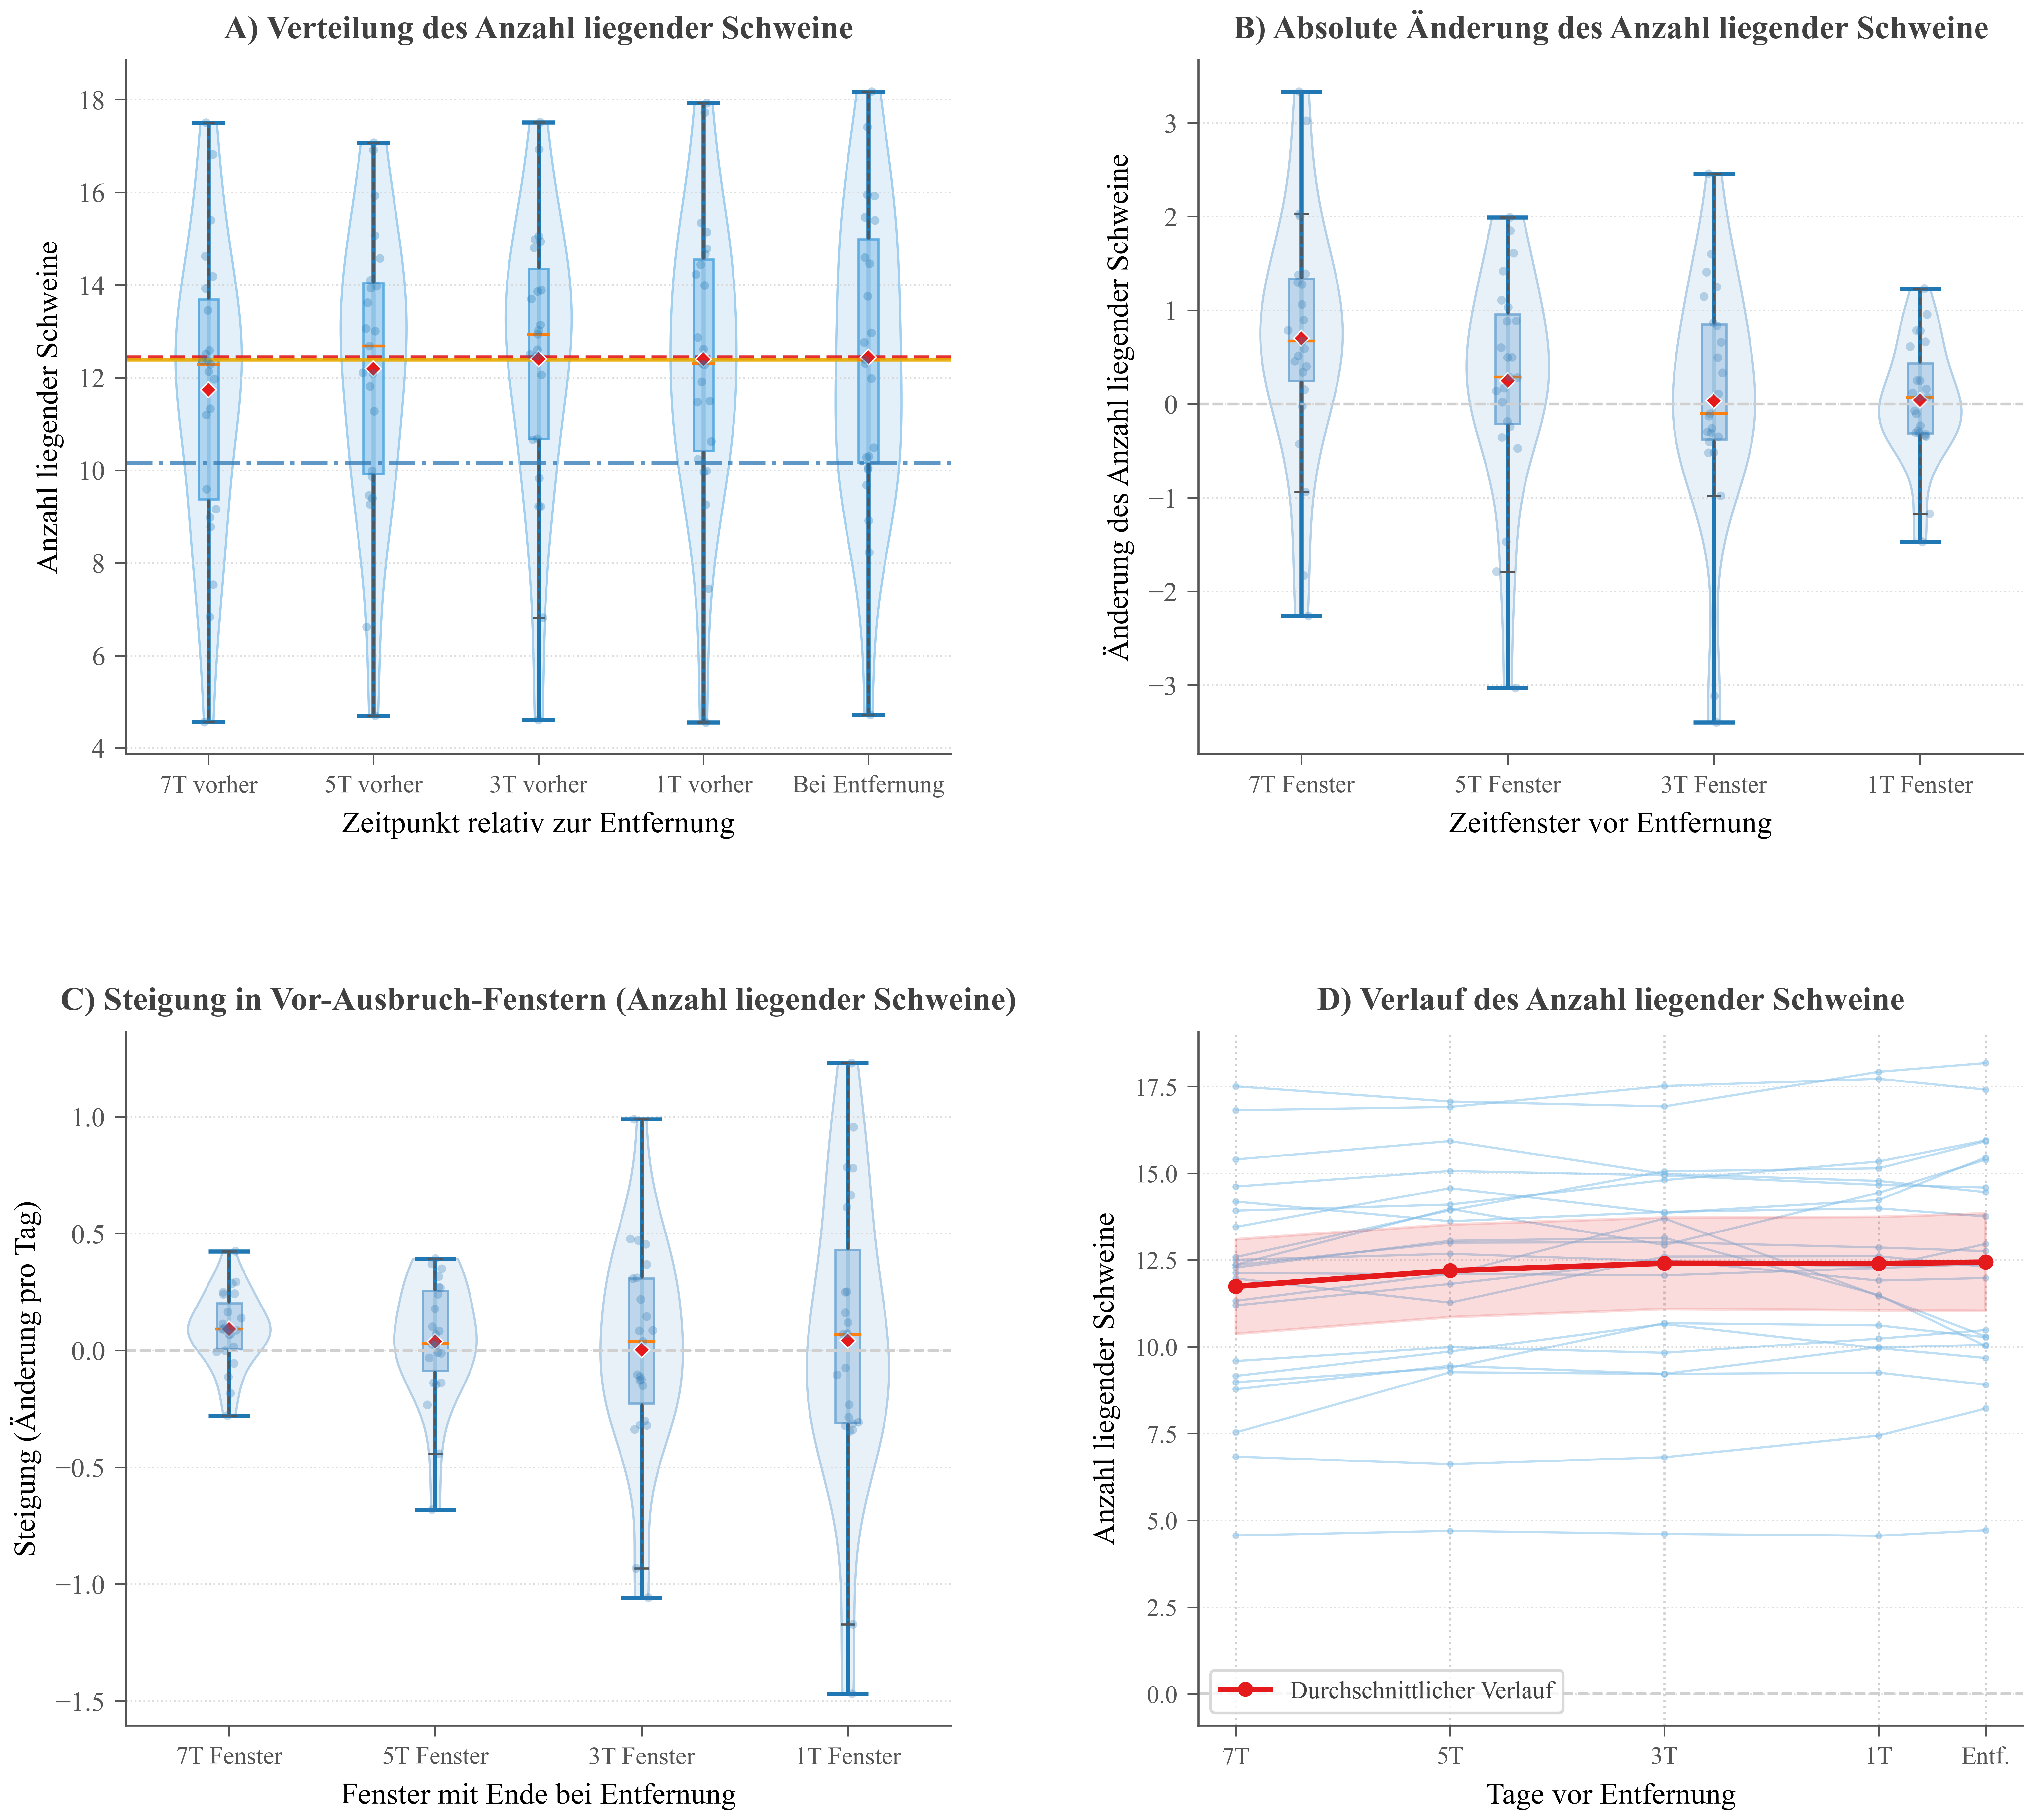 A) Verteilung des Anzahl liegender Schweine
Anzahl liegender Schweine
18
16
14
12
10
8
6
4
7T vorher
5T vorher
3T vorher
1T vorher
Bei Entfernung
Zeitpunkt relativ zur Entfernung
B) Absolute Änderung des Anzahl liegender Schweine
Änderung des Anzahl liegender Schweine
3
2
1
0
−1
−2
−3
7T Fenster
5T Fenster
3T Fenster
1T Fenster
Zeitfenster vor Entfernung
C) Steigung in Vor-Ausbruch-Fenstern (Anzahl liegender Schweine)
Steigung (Änderung pro Tag)
1.0
0.5
0.0
−0.5
−1.0
−1.5
7T Fenster
5T Fenster
3T Fenster
1T Fenster
Fenster mit Ende bei Entfernung
D) Verlauf des Anzahl liegender Schweine
Anzahl liegender Schweine
17.5
15.0
12.5
10.0
7.5
5.0
2.5
0.0
Durchschnittlicher Verlauf
7T
5T
3T
1T
Entf.
Tage vor Entfernung